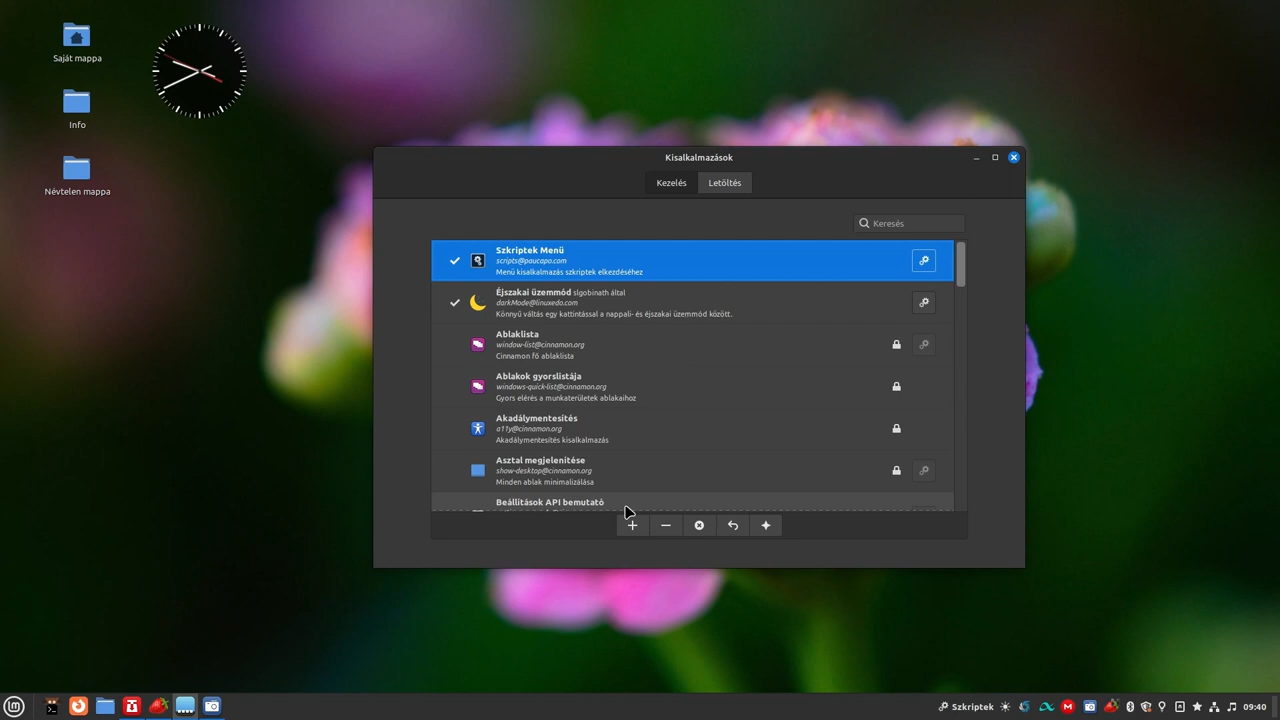 Saját mappa
Info
Névtelen mappa
Kisalkalmazások
Kezelés
Letöltés
Keresés
Szkriptek Menü
scripts@paucapo.com
Menü kisalkalmazás szkriptek elkezdéséhez
Éjszakai üzemmód slgobinath által
darkMode@linuxedo.com
Könnyű váltás egy kattintással a nappali- és éjszakai üzemmód között.
Ablaklista
window-list@cinnamon.org
Cinnamon fő ablaklista
Ablakok gyorslistája
windows-quick-list@cinnamon.org
Gyors elérés a munkaterületek ablakaihoz
Akadálymentesítés
a11y@cinnamon.org
Akadálymentesítés kisalkalmazás
Asztal megjelenítése
show-desktop@cinnamon.org
Minden ablak minimalizálása
Beállítások API bemutató
Szkriptek
09:40